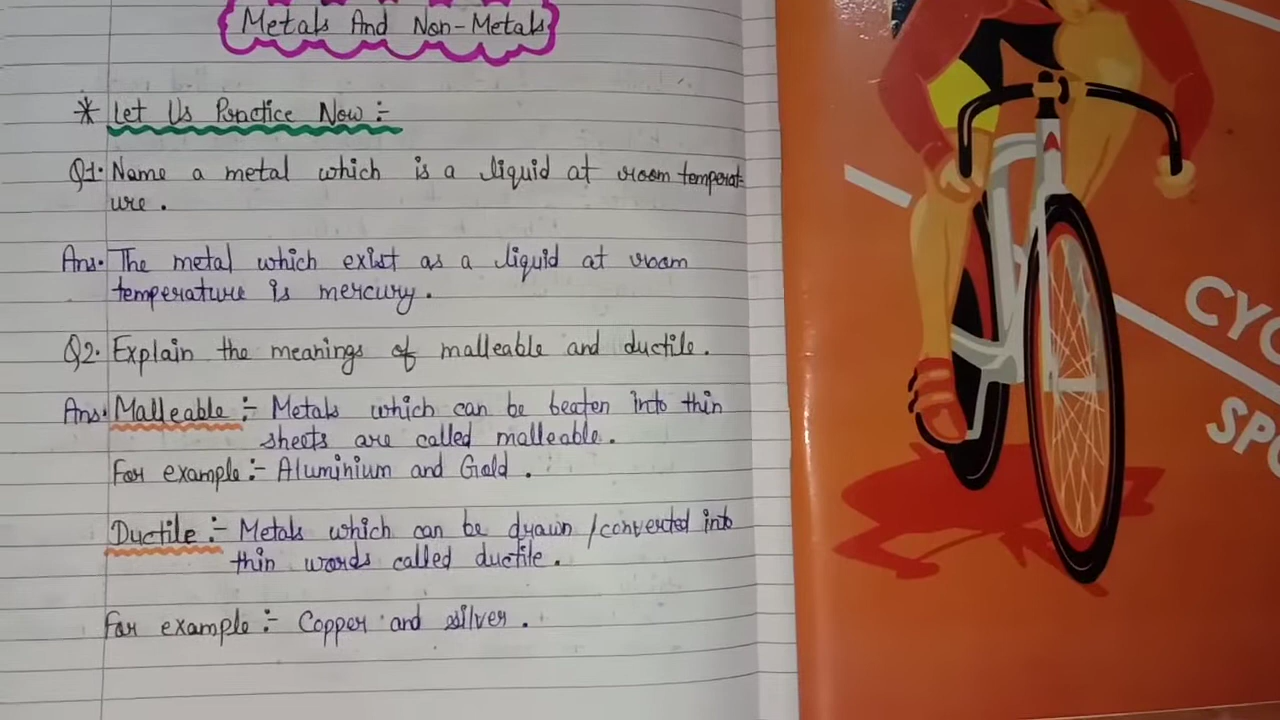 Metals And Non-Metals
* Let Us Practice Now :-
Q1. Name a metal which is a liquid at room temperat-
ure.
Ans. The metal which exist as a liquid at room
temperature is mercury.
Q2. Explain the meanings of malleable and ductile.
Ans. Malleable :- Metals which can be beaten into thin
sheets are called malleable.
For example :- Aluminium and Gold.
Ductile :- Metals which can be drawn /converted into
thin words called ductile.
For example :- Copper and silver.
CYC
SPO